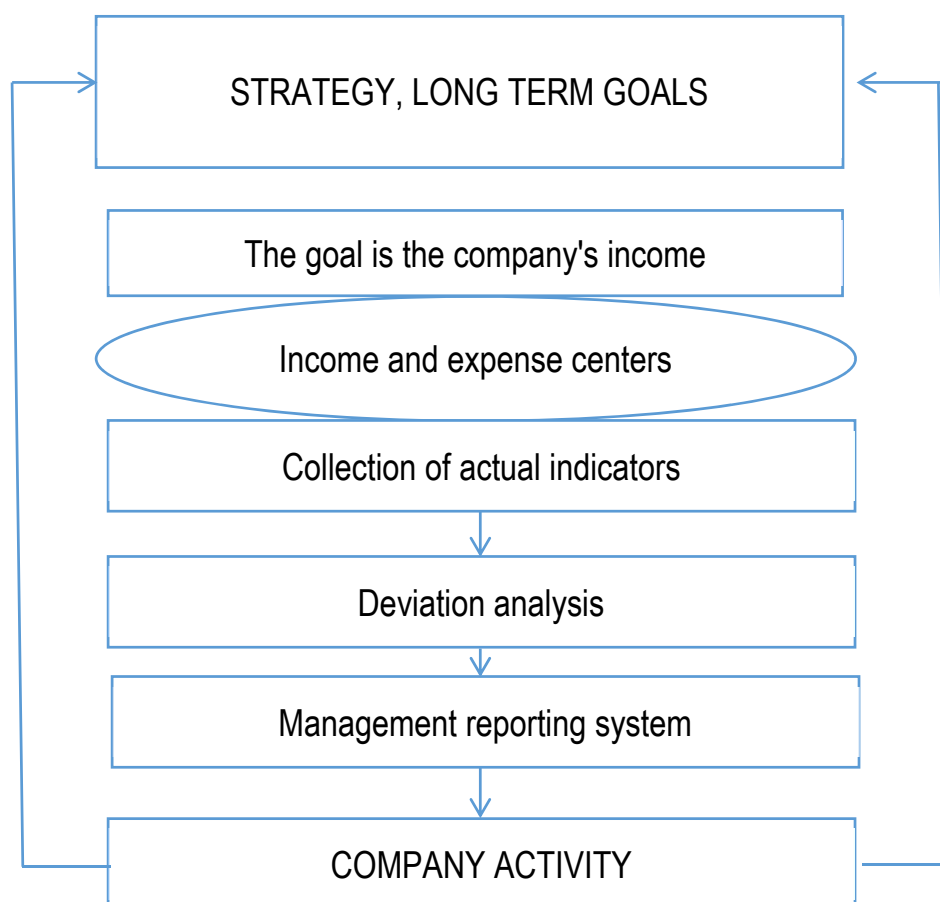 STRATEGY, LONG TERM GOALS
The goal is the company's income
Income and expense centers
Collection of actual indicators
Deviation analysis
Management reporting system
COMPANY ACTIVITY